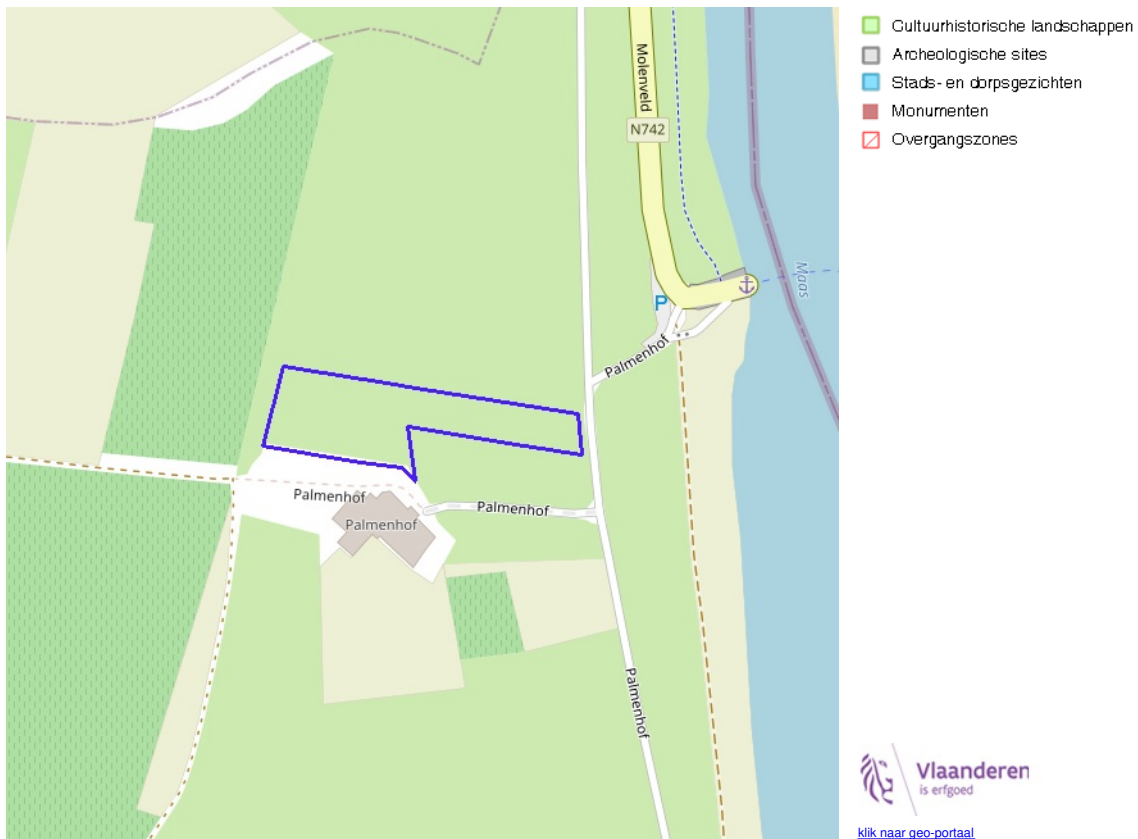 Molenveld
N742
Maas
P
Palmenhof
Palmenhof
Palmenhof
Palmenhof
Palmenhof
Cultuurhistorische landschappen
Archeologische sites
Stads- en dorpsgezichten
Monumenten
Overgangszones
Vlaanderen
is erfgoed
klik naar geo-portaal